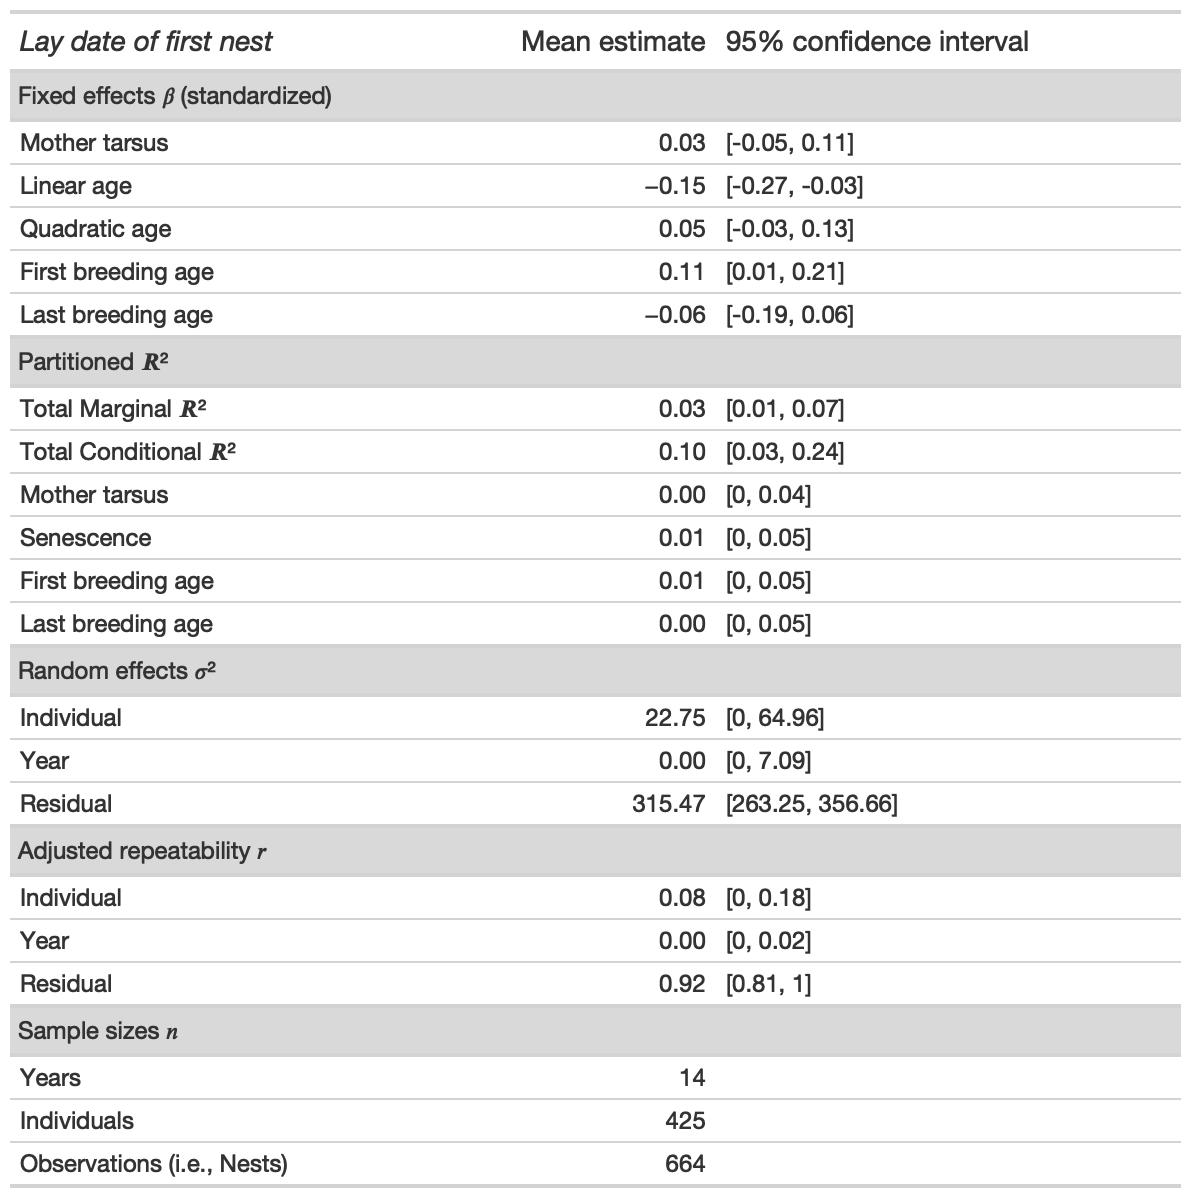 Lay date of first nest Mean estimate 95% confidence interval
Fixed effects β (standardized)
Mother tarsus 0.03 [-0.05, 0.11]
Linear age −0.15 [-0.27, -0.03]
Quadratic age 0.05 [-0.03, 0.13]
First breeding age 0.11 [0.01, 0.21]
Last breeding age −0.06 [-0.19, 0.06]
Partitioned R²
Total Marginal R² 0.03 [0.01, 0.07]
Total Conditional R² 0.10 [0.03, 0.24]
Mother tarsus 0.00 [0, 0.04]
Senescence 0.01 [0, 0.05]
First breeding age 0.01 [0, 0.05]
Last breeding age 0.00 [0, 0.05]
Random effects σ²
Individual 22.75 [0, 64.96]
Year 0.00 [0, 7.09]
Residual 315.47 [263.25, 356.66]
Adjusted repeatability r
Individual 0.08 [0, 0.18]
Year 0.00 [0, 0.02]
Residual 0.92 [0.81, 1]
Sample sizes n
Years 14
Individuals 425
Observations (i.e., Nests) 664